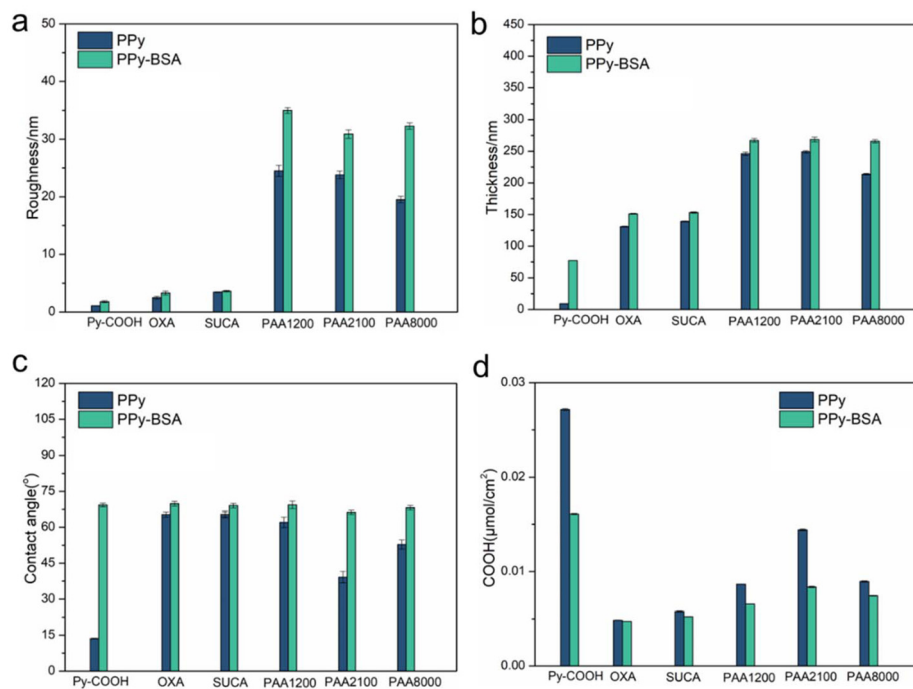 a
50
40
30
20
10
0
Roughness/nm
PPy
PPy-BSA
Py-COOH OXA SUCA PAA1200 PAA2100 PAA8000
b
450
400
350
300
250
200
150
100
50
0
Thickness/nm
PPy
PPy-BSA
Py-COOH OXA SUCA PAA1200 PAA2100 PAA8000
c
120
105
90
75
60
45
30
15
0
Contact angle(°)
PPy
PPy-BSA
Py-COOH OXA SUCA PAA1200 PAA2100 PAA8000
d
0.03
0.02
0.01
0.00
COOH(μmol/cm²)
PPy
PPy-BSA
Py-COOH OXA SUCA PAA1200 PAA2100 PAA8000